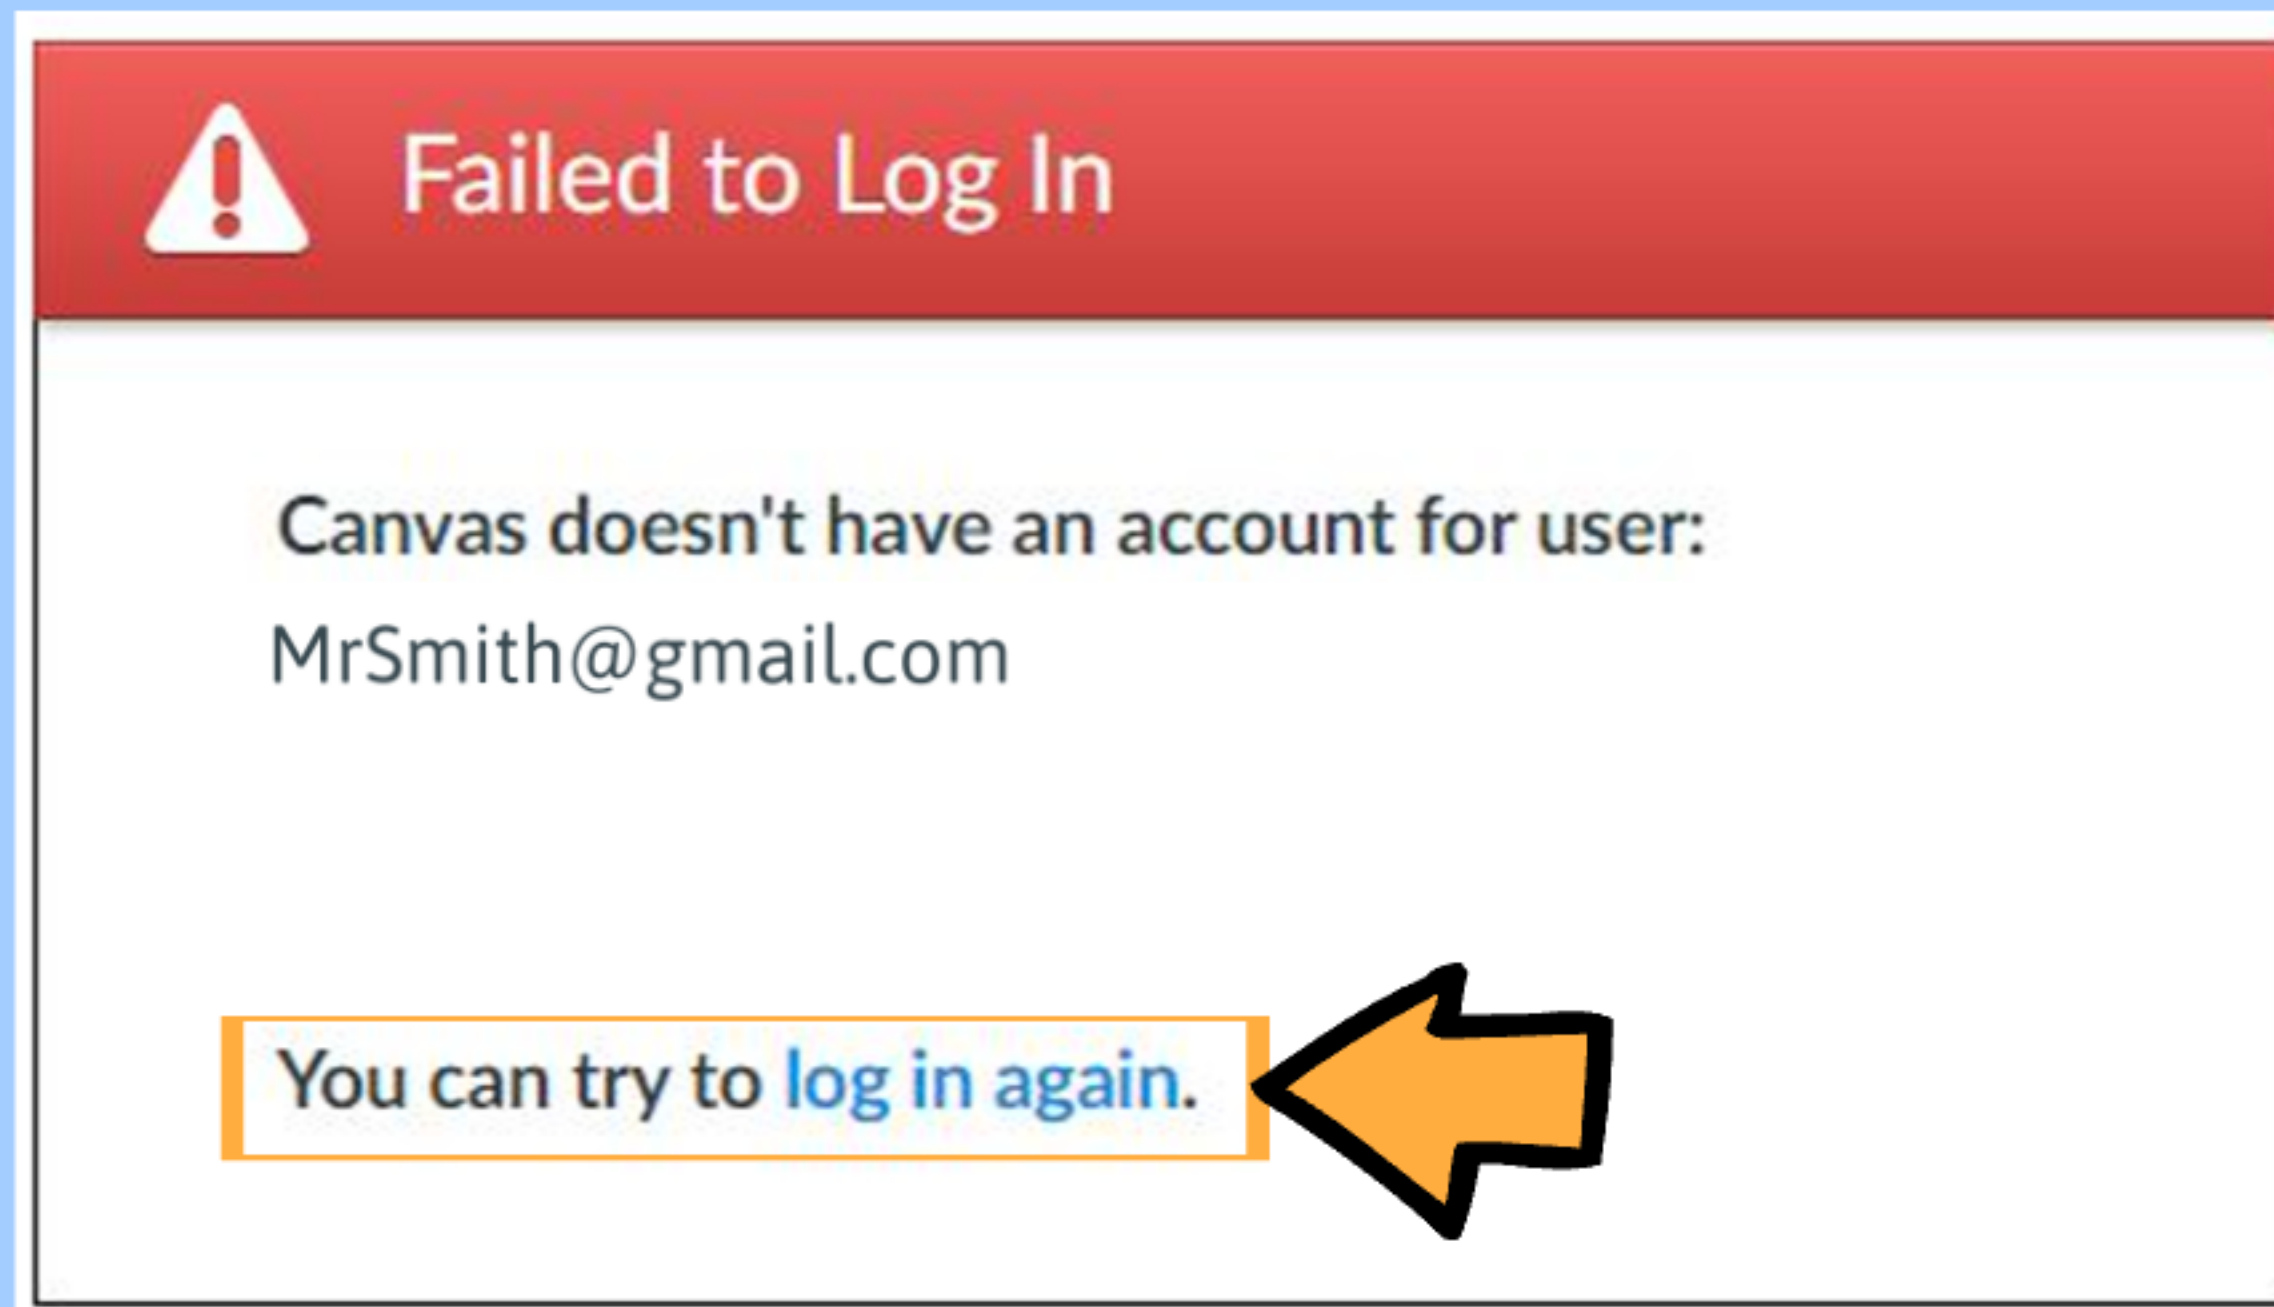 Failed to Log In
Canvas doesn't have an account for user:
MrSmith@gmail.com
You can try to log in again.